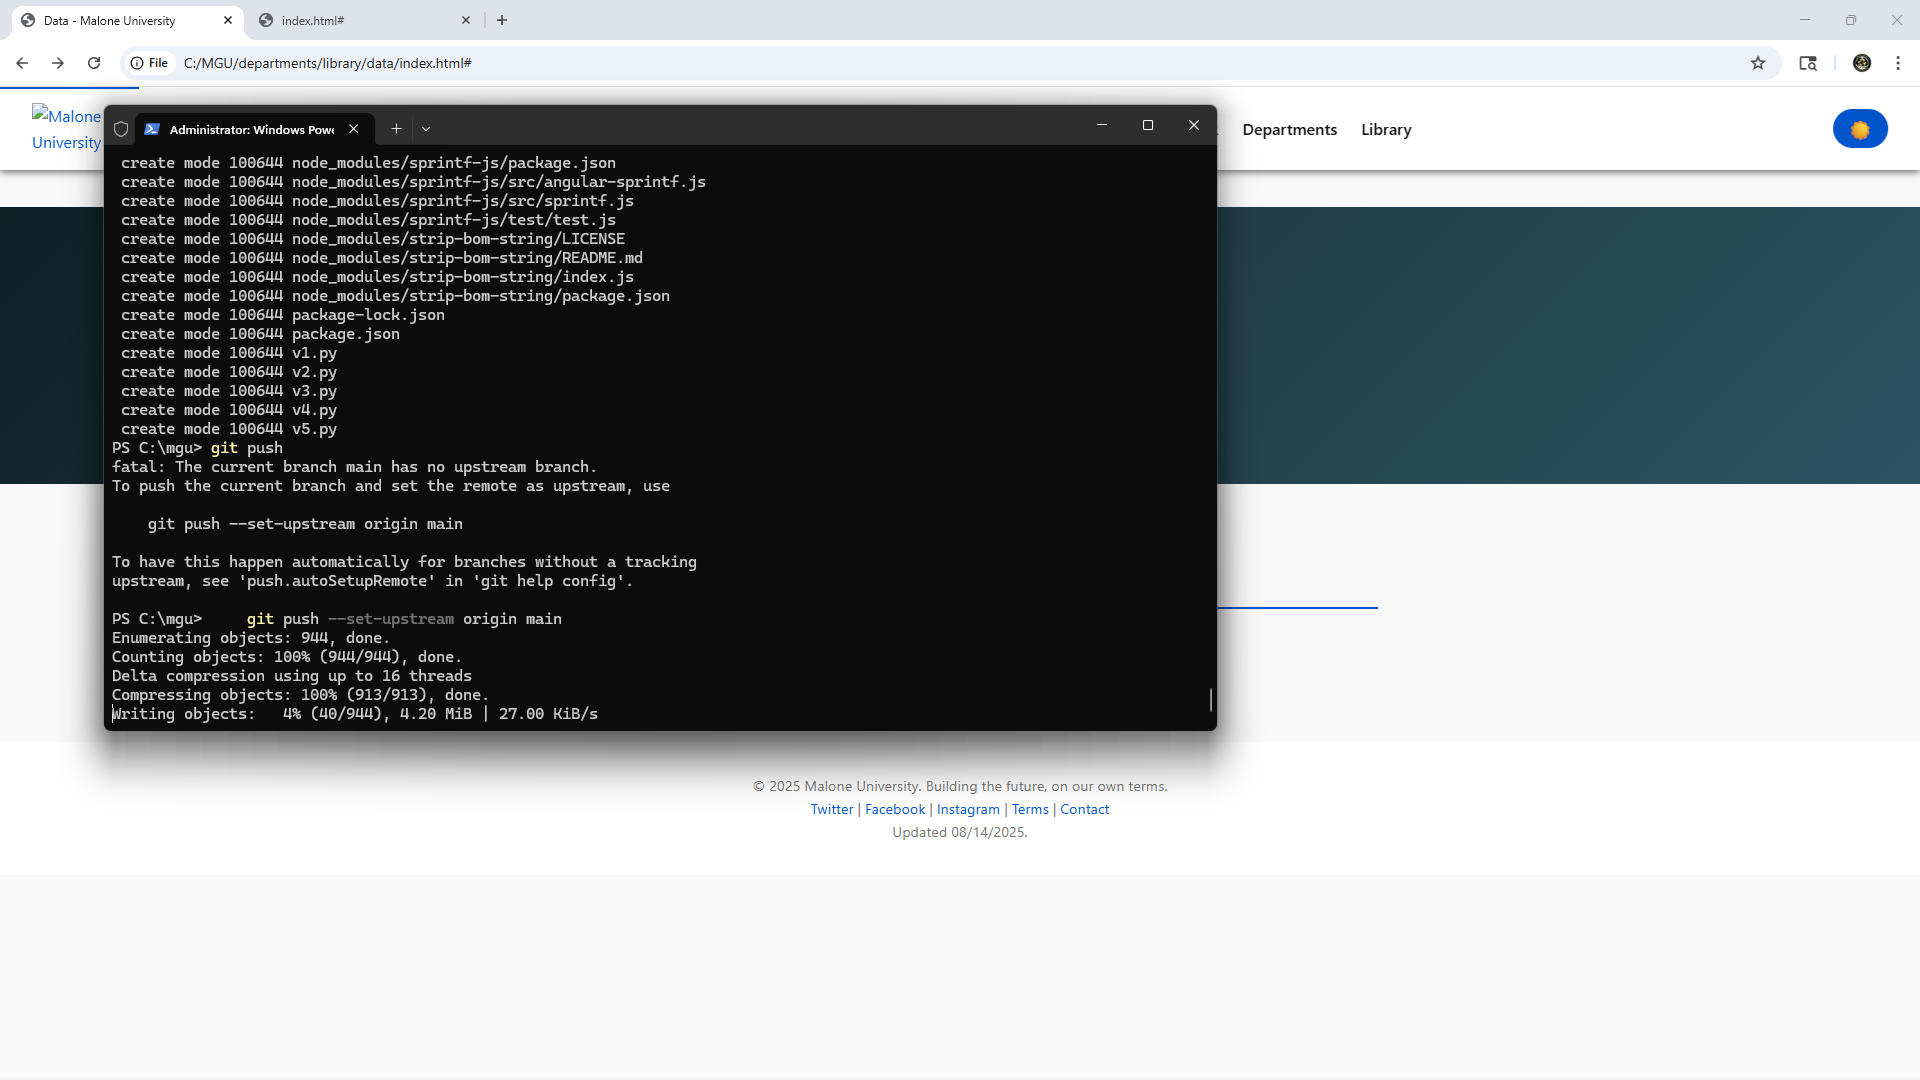 Data - Malone University
index.html#
File
C:/MGU/departments/library/data/index.html#
Malone
University
Departments
Library
Administrator: Windows Powe
create mode 100644 node_modules/sprintf-js/package.json
create mode 100644 node_modules/sprintf-js/src/angular-sprintf.js
create mode 100644 node_modules/sprintf-js/src/sprintf.js
create mode 100644 node_modules/sprintf-js/test/test.js
create mode 100644 node_modules/strip-bom-string/LICENSE
create mode 100644 node_modules/strip-bom-string/README.md
create mode 100644 node_modules/strip-bom-string/index.js
create mode 100644 node_modules/strip-bom-string/package.json
create mode 100644 package-lock.json
create mode 100644 package.json
create mode 100644 v1.py
create mode 100644 v2.py
create mode 100644 v3.py
create mode 100644 v4.py
create mode 100644 v5.py
PS C:\mgu> git push
fatal: The current branch main has no upstream branch.
To push the current branch and set the remote as upstream, use
git push --set-upstream origin main
To have this happen automatically for branches without a tracking
upstream, see 'push.autoSetupRemote' in 'git help config'.
PS C:\mgu>     git push --set-upstream origin main
Enumerating objects: 944, done.
Counting objects: 100% (944/944), done.
Delta compression using up to 16 threads
Compressing objects: 100% (913/913), done.
Writing objects:   4% (40/944), 4.20 MiB | 27.00 KiB/s
© 2025 Malone University. Building the future, on our own terms.
Twitter | Facebook | Instagram | Terms | Contact
Updated 08/14/2025.